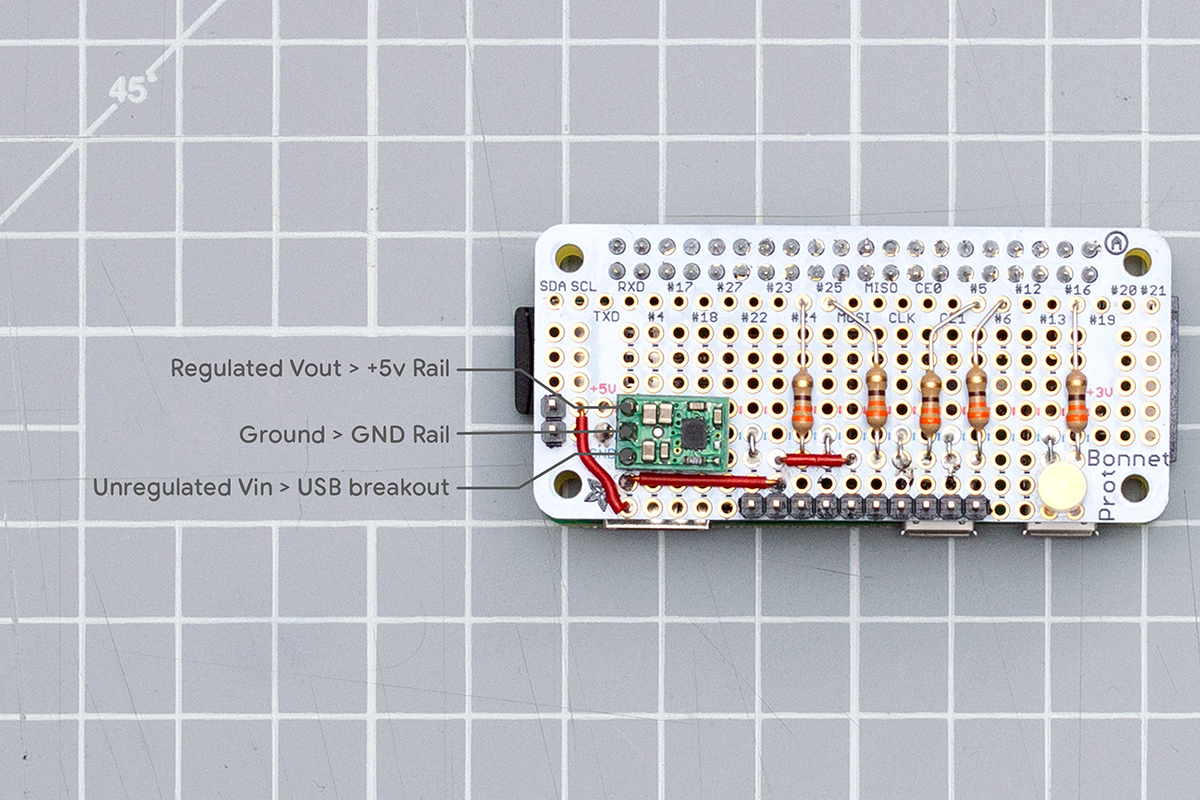 45°
A
SDA SCL RXD #17 #27 #23 #25 MISO CE0 #5 #12 #16 #20 #21
TXD #4 #18 #22 #24 MOSI CLK CE1 #6 #13 #19
Regulated Vout > +5v Rail
+5V
+3V
Ground > GND Rail
GND
Bonnet
Proto
Unregulated Vin > USB breakout